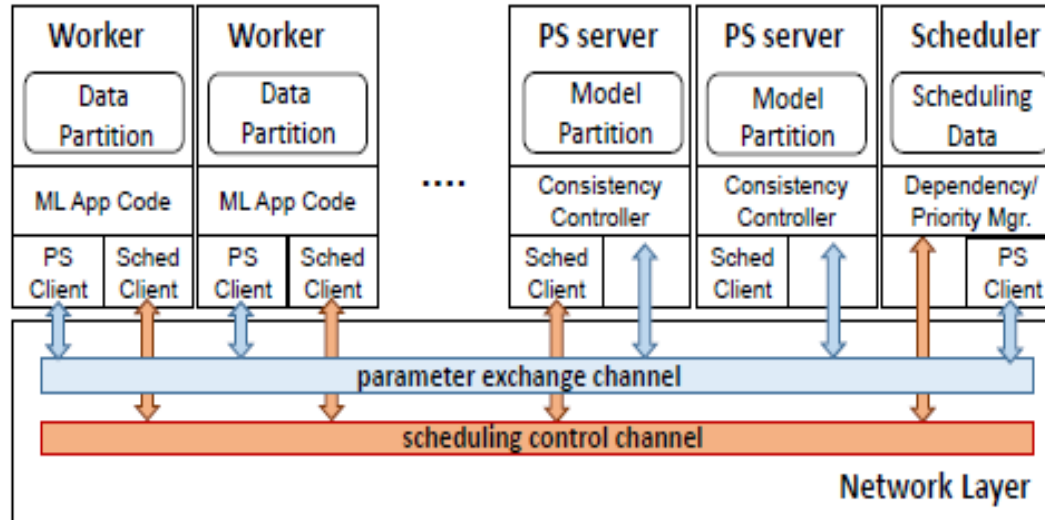 Worker
Data
Partition
ML App Code
PS
Client
Sched
Client
Worker
Data
Partition
ML App Code
PS
Client
Sched
Client
....
PS server
Model
Partition
Consistency
Controller
Sched
Client
PS server
Model
Partition
Consistency
Controller
Sched
Client
Scheduler
Scheduling
Data
Dependency/
Priority Mgr.
PS
Client
parameter exchange channel
scheduling control channel
Network Layer